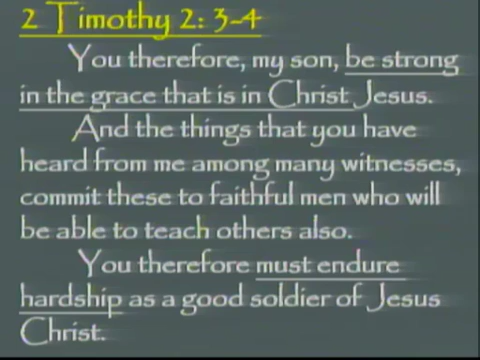 2 Timothy 2: 3-4
You therefore, my son, be strong
in the grace that is in Christ Jesus.
And the things that you have
heard from me among many witnesses,
commit these to faithful men who will
be able to teach others also.
You therefore must endure
hardship as a good soldier of Jesus
Christ.